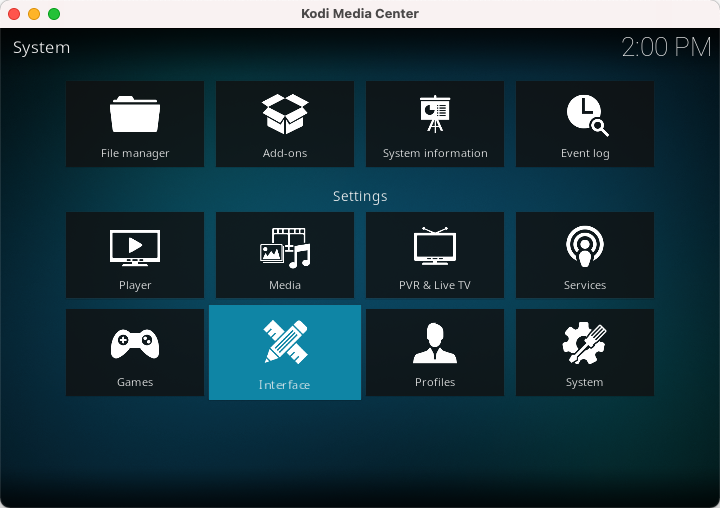 Kodi Media Center
System
2:00 PM
File manager
Add-ons
System information
Event log
Settings
Player
Media
PVR & Live TV
Services
Games
Interface
Profiles
System